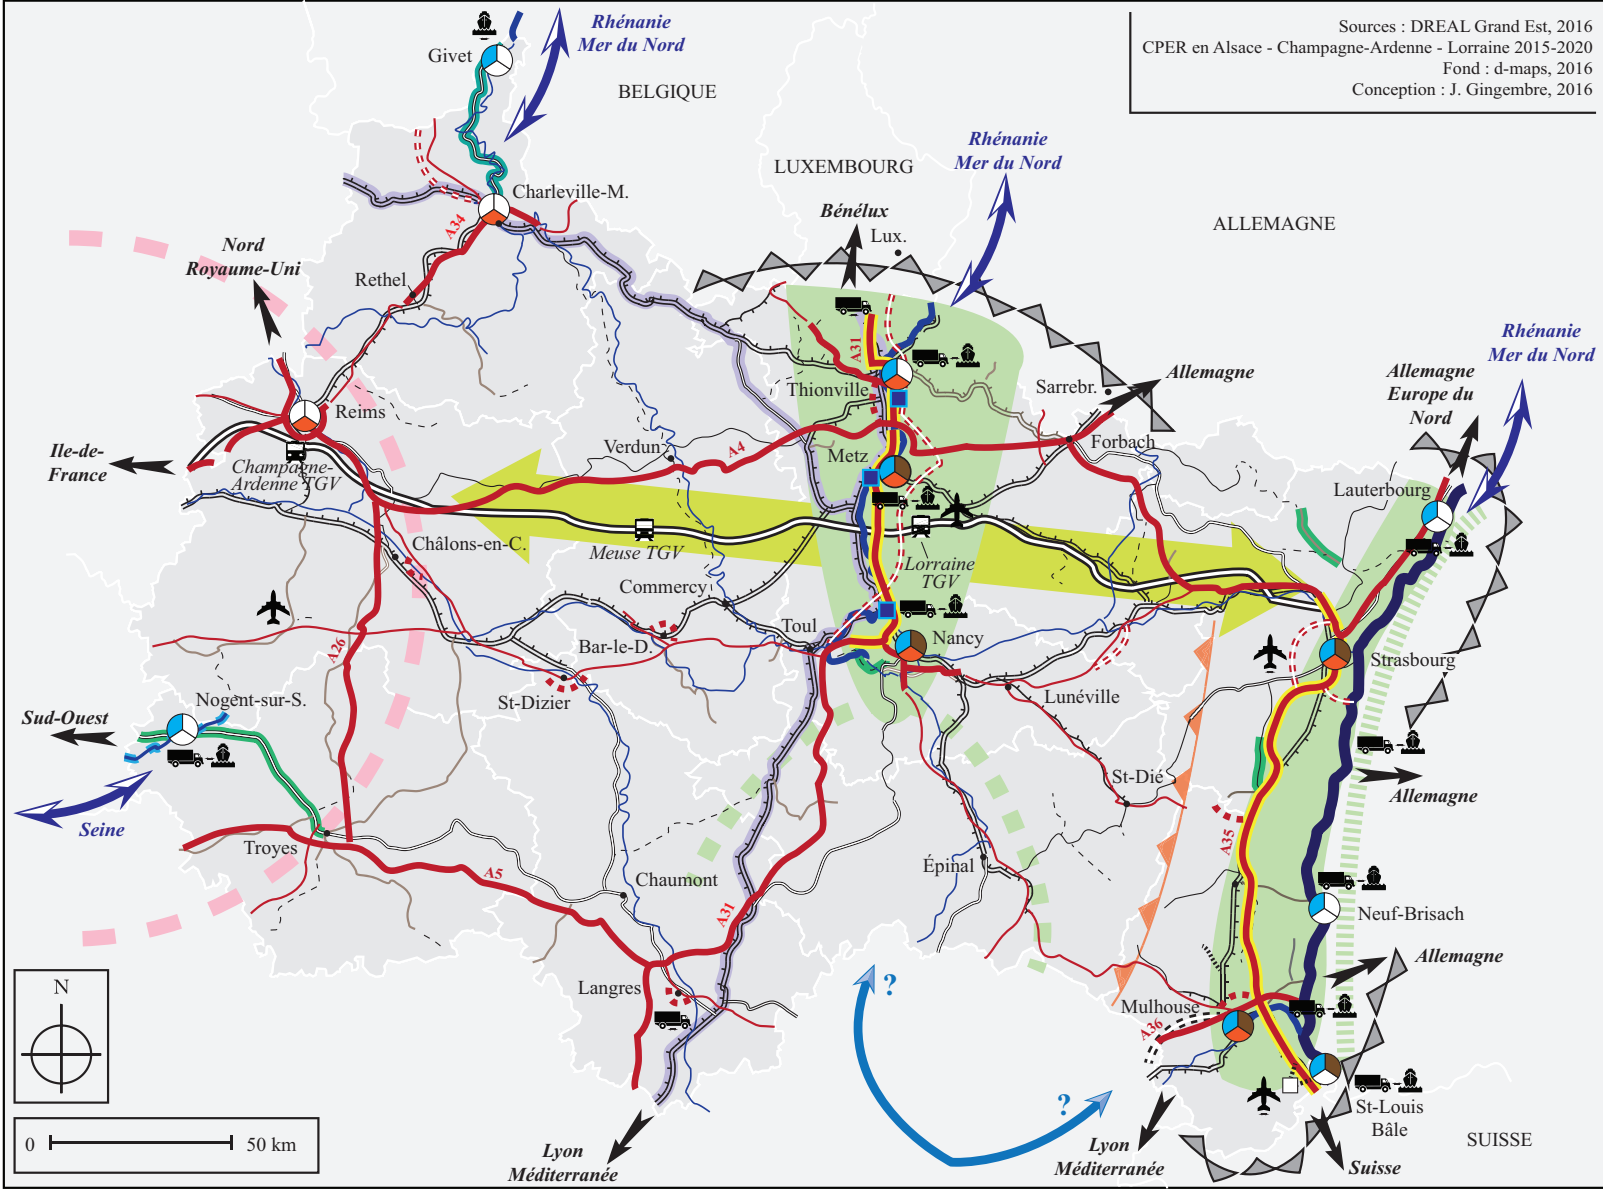 Sources : DREAL Grand Est, 2016
CPER en Alsace - Champagne-Ardenne - Lorraine 2015-2020
Fond : d-maps, 2016
Conception : J. Gingembre, 2016
Rhénanie
Mer du Nord
Givet
BELGIQUE
Rhénanie
Mer du Nord
LUXEMBOURG
ALLEMAGNE
Charleville-M.
A34
Bénélux
Lux.
Nord
Royaume-Uni
Rethel
Rhénanie
Mer du Nord
A31
Thionville
Sarrebr.
Allemagne
Allemagne
Europe du
Nord
Reims
Ile-de-
France
Champagne-
Ardenne TGV
Verdun
A4
Metz
Forbach
Lauterbourg
Châlons-en-C.
Meuse TGV
Lorraine
TGV
Commercy
Toul
Nancy
Bar-le-D.
A26
Strasbourg
Nogent-sur-S.
St-Dizier
Lunéville
Sud-Ouest
Seine
St-Dié
Allemagne
Troyes
A5
A35
Épinal
Chaumont
A31
Neuf-Brisach
Allemagne
Langres
?
Mulhouse
A36
N
?
St-Louis
Bâle
0
50 km
Lyon
Méditerranée
Lyon
Méditerranée
Suisse
SUISSE